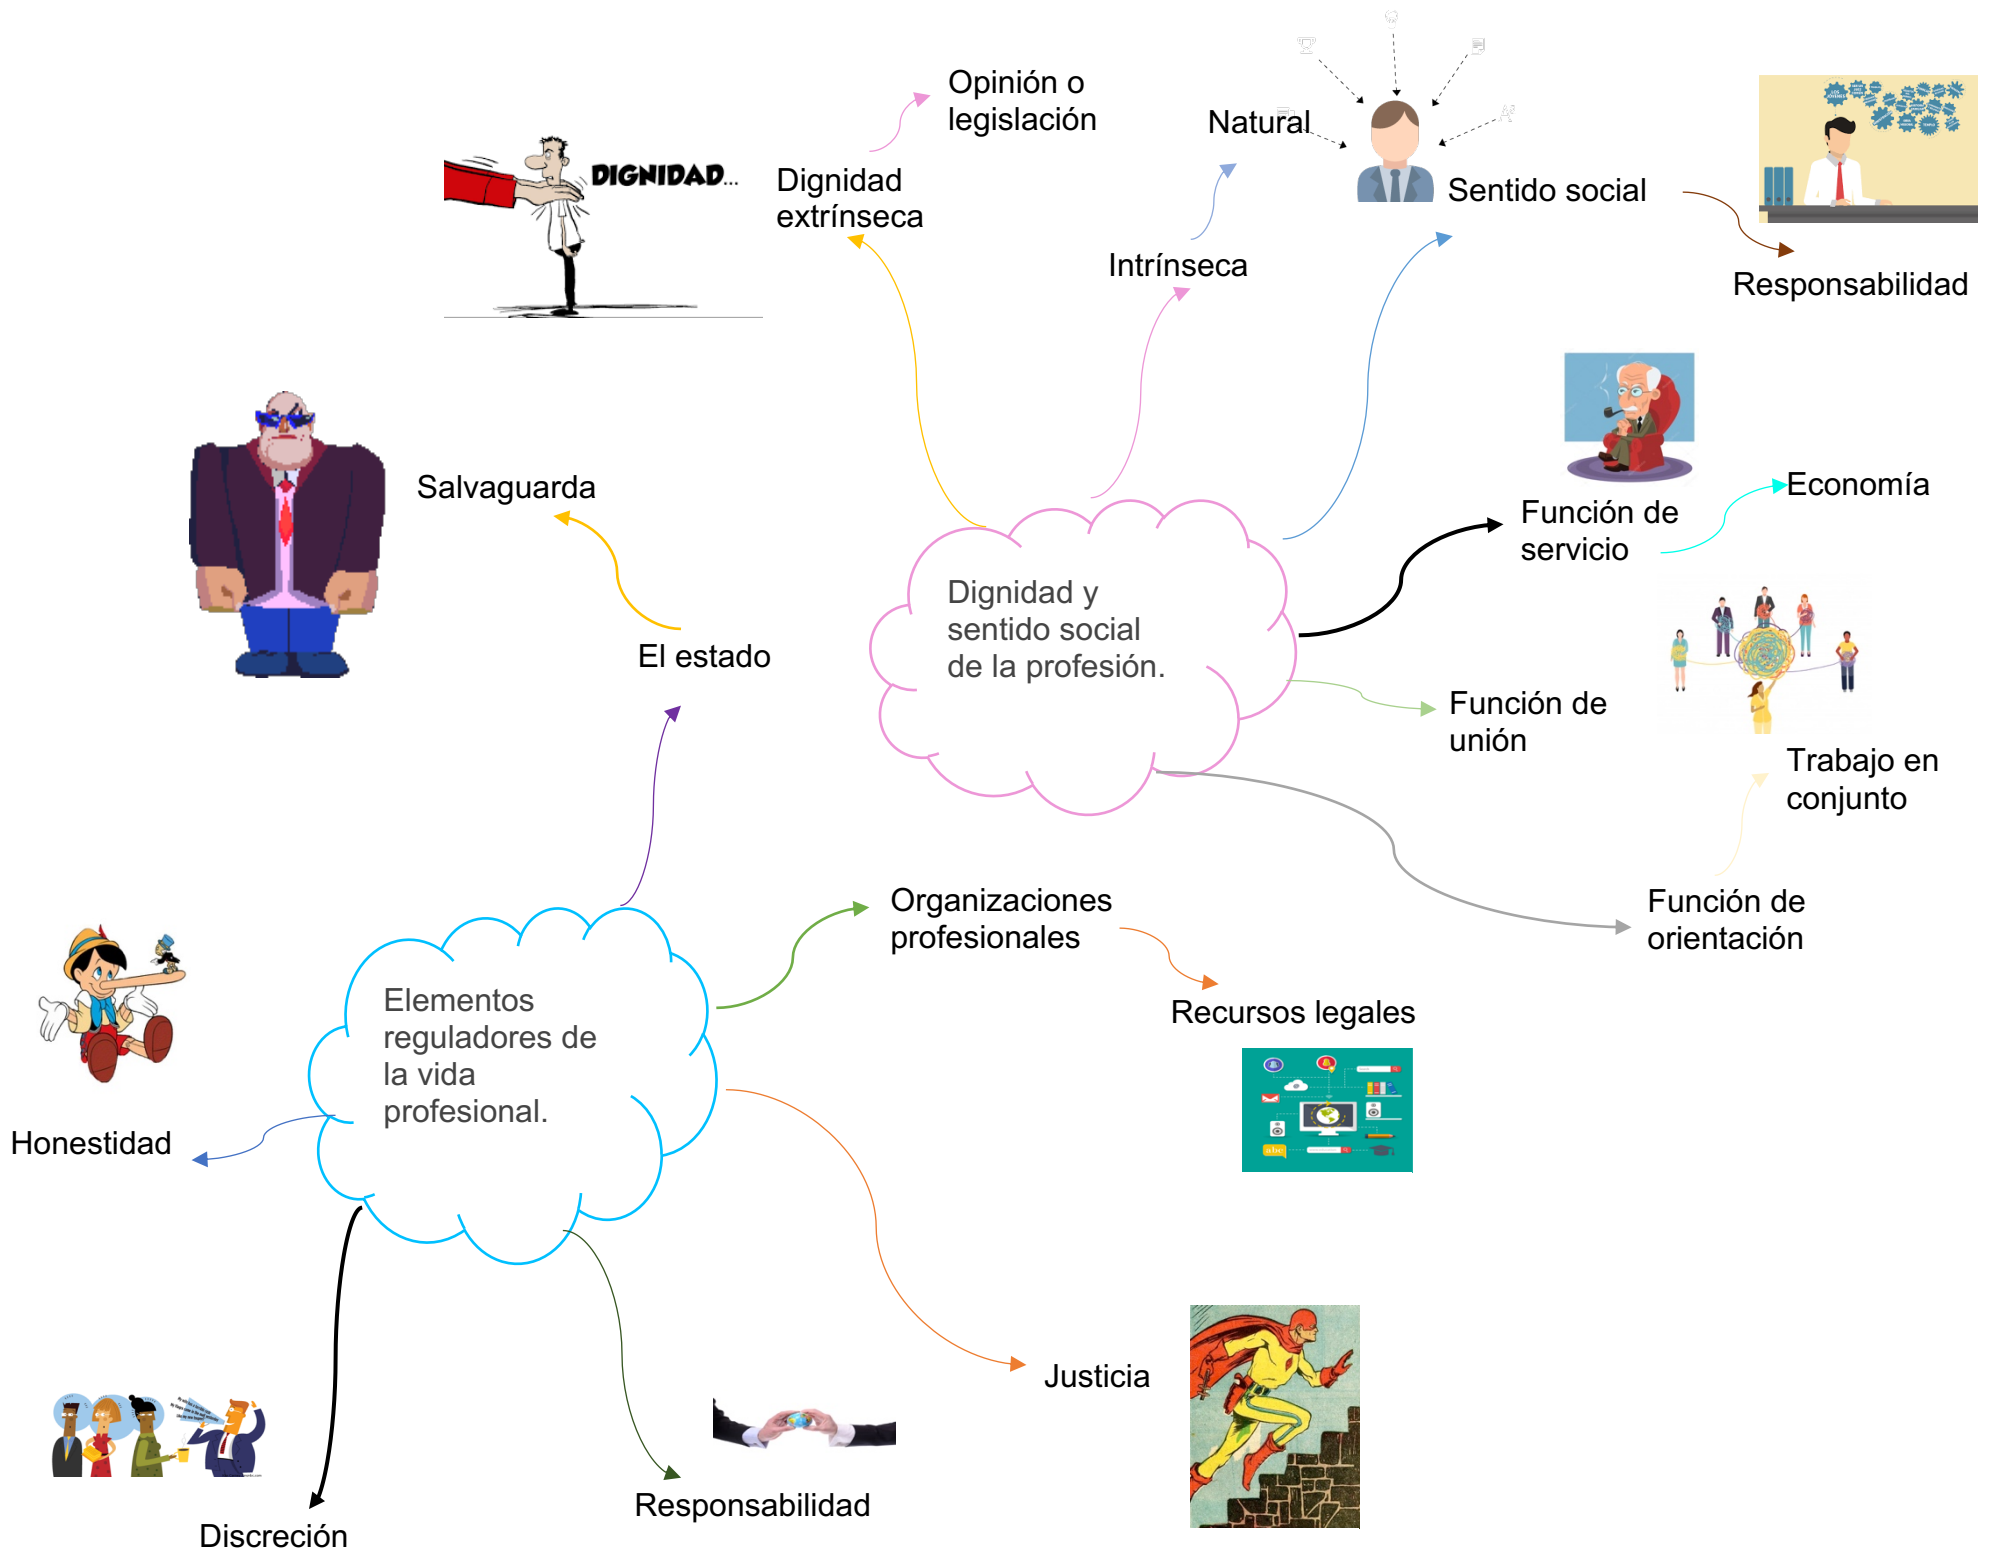 Opinión o
legislación
Natural
DIGNIDAD...
Dignidad
extrínseca
Sentido social
Intrínseca
Responsabilidad
Salvaguarda
Economía
Función de
servicio
Dignidad y
sentido social
de la profesión.
El estado
Función de
unión
Trabajo en
conjunto
Organizaciones
profesionales
Función de
orientación
Elementos
reguladores de
la vida
profesional.
Recursos legales
Honestidad
abc
Justicia
Responsabilidad
Discreción